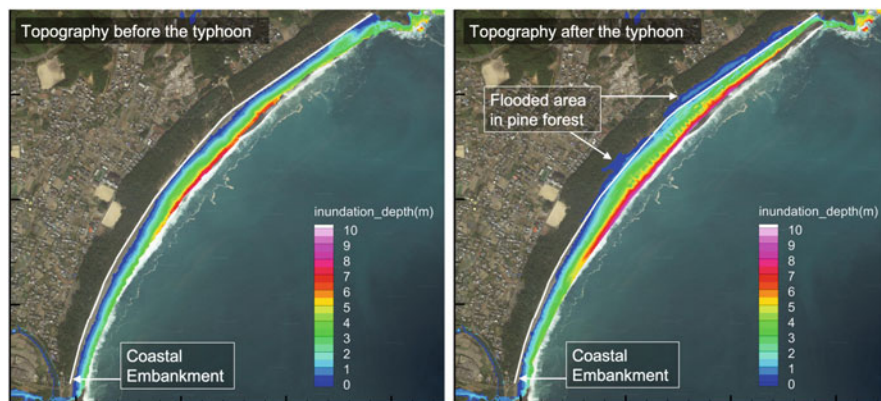 Topography before the typhoon
inundation_depth(m)
10
9
8
7
6
5
4
3
2
1
0
Coastal
Embankment
Topography after the typhoon
Flooded area
in pine forest
inundation_depth(m)
10
9
8
7
6
5
4
3
2
1
0
Coastal
Embankment